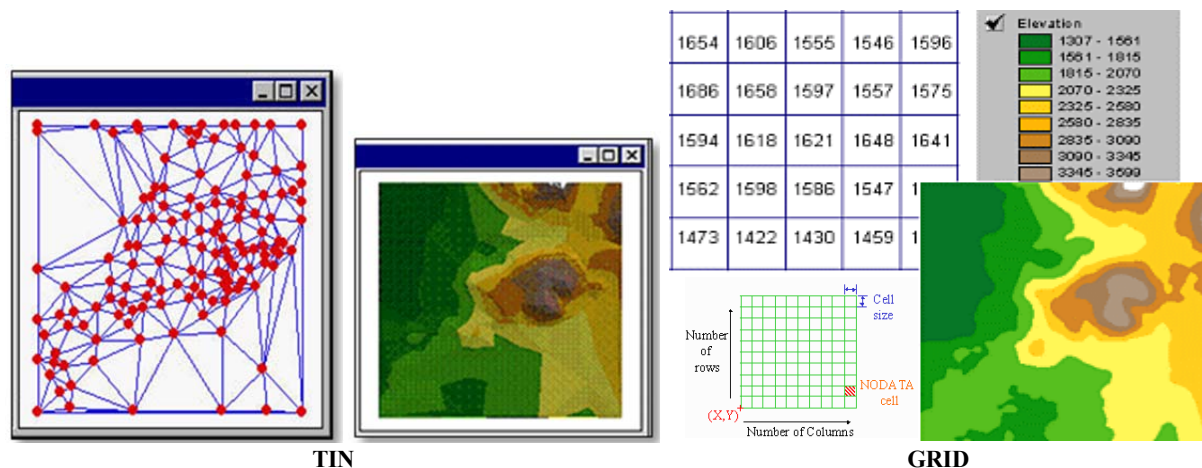 1654 1606 1555 1546 1596
1686 1658 1597 1557 1575
1594 1618 1621 1648 1641
1562 1598 1586 1547 1
1473 1422 1430 1459 1
Elevation
1307 - 1561
1561 - 1815
1815 - 2070
2070 - 2325
2325 - 2580
2580 - 2835
2835 - 3090
3090 - 3345
3345 - 3599
Cell
size
Number
of
rows
NODATA
cell
(X,Y)
Number of Columns
TIN
GRID